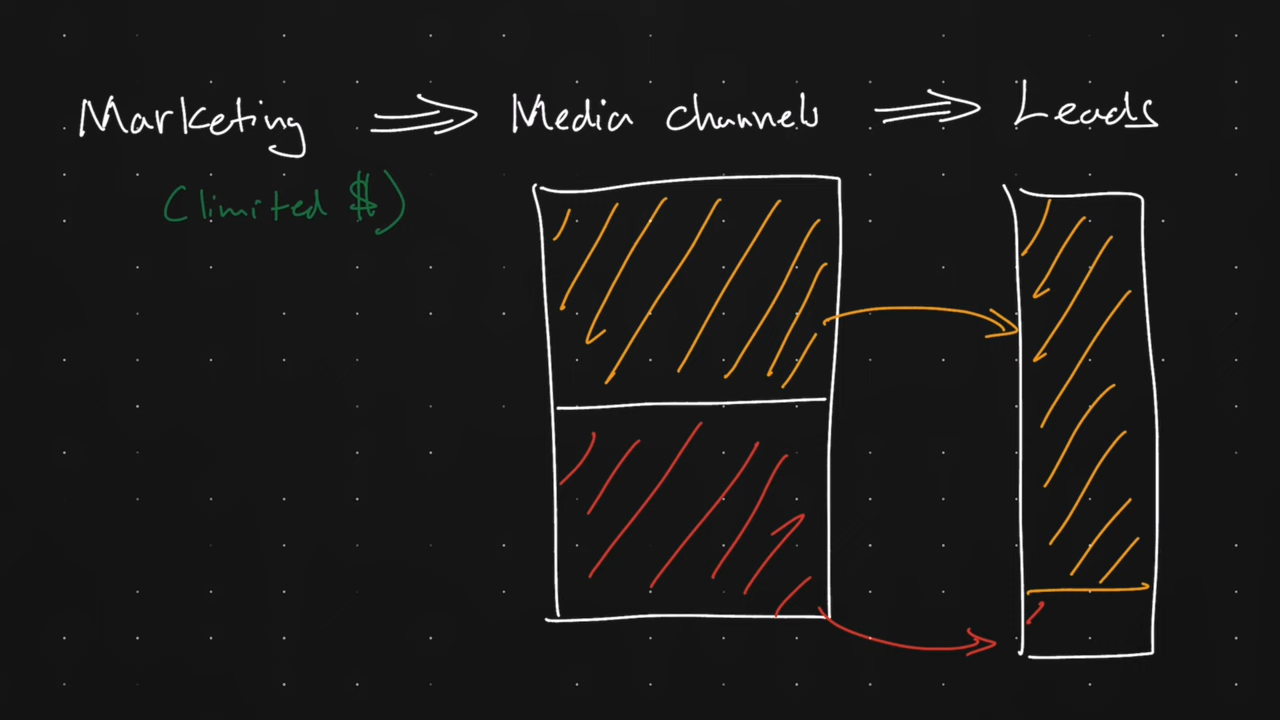 Marketing ⇒ Media channels ⇒ Leads
(limited $)